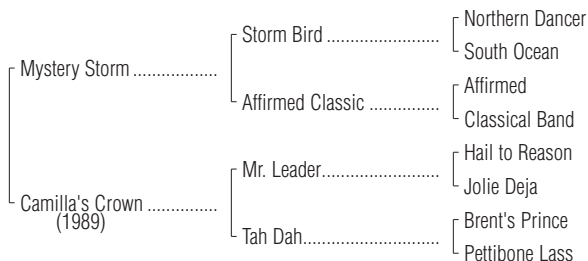 Northern Dancer
Storm Bird ......................
South Ocean
Mystery Storm .................
Affirmed
Affirmed Classic ..............
Classical Band
Hail to Reason
Mr. Leader.......................
Jolie Deja
Camilla's Crown ..............
(1989)
Brent's Prince
Tah Dah...........................
Pettibone Lass